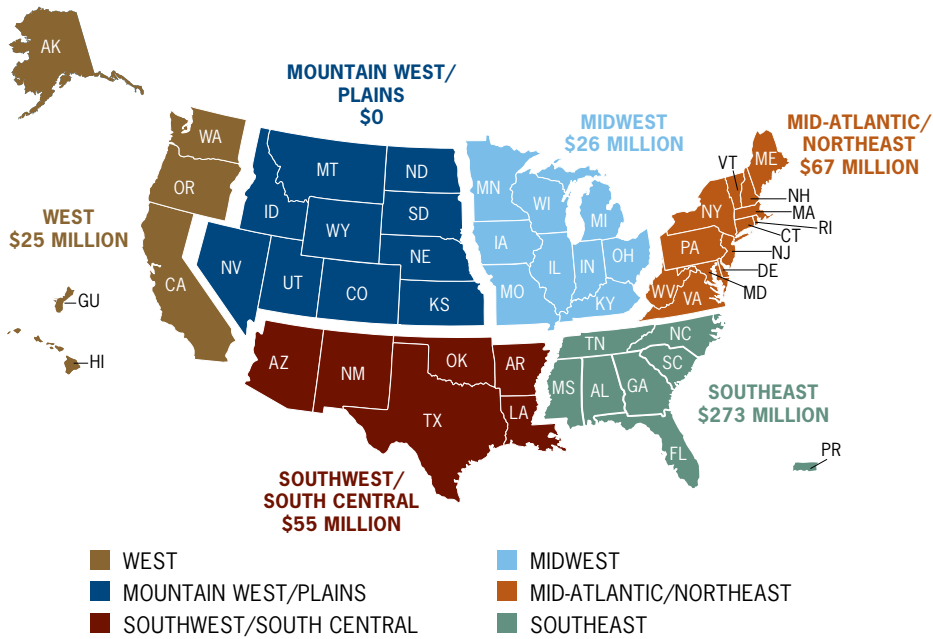 AK
MOUNTAIN WEST/
PLAINS
$0
MIDWEST
$26 MILLION
MID-ATLANTIC/
NORTHEAST
$67 MILLION
WEST
$25 MILLION
WA
OR
CA
GU
HI
MT
ID
WY
NV
UT
CO
ND
SD
NE
KS
MN
IA
MO
WI
IL
MI
IN
OH
KY
VT
ME
NH
MA
RI
CT
NY
PA
NJ
DE
MD
WV
VA
AZ
NM
OK
TX
AR
LA
TN
NC
SC
MS
AL
GA
FL
PR
SOUTHEAST
$273 MILLION
SOUTHWEST/
SOUTH CENTRAL
$55 MILLION
WEST
MOUNTAIN WEST/PLAINS
SOUTHWEST/SOUTH CENTRAL
MIDWEST
MID-ATLANTIC/NORTHEAST
SOUTHEAST